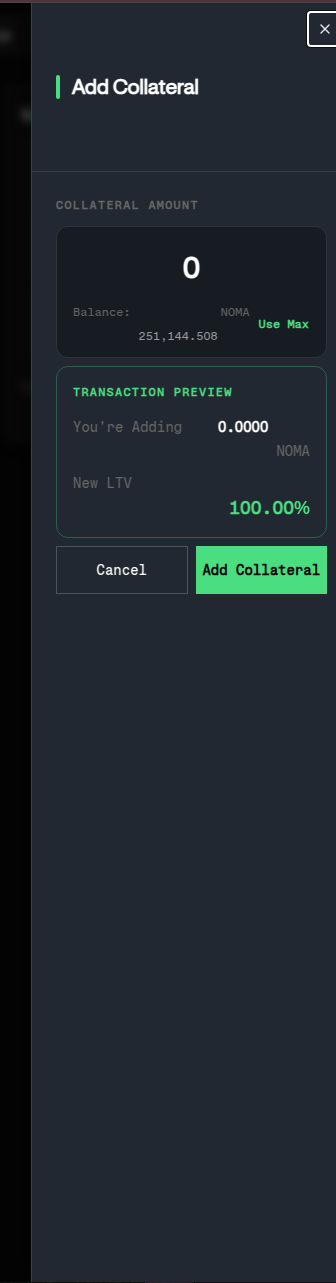 ×
Add Collateral
COLLATERAL AMOUNT
0
Balance: NOMA
Use Max
251,144.508
TRANSACTION PREVIEW
You're Adding 0.0000
NOMA
New LTV
100.00%
Cancel Add Collateral